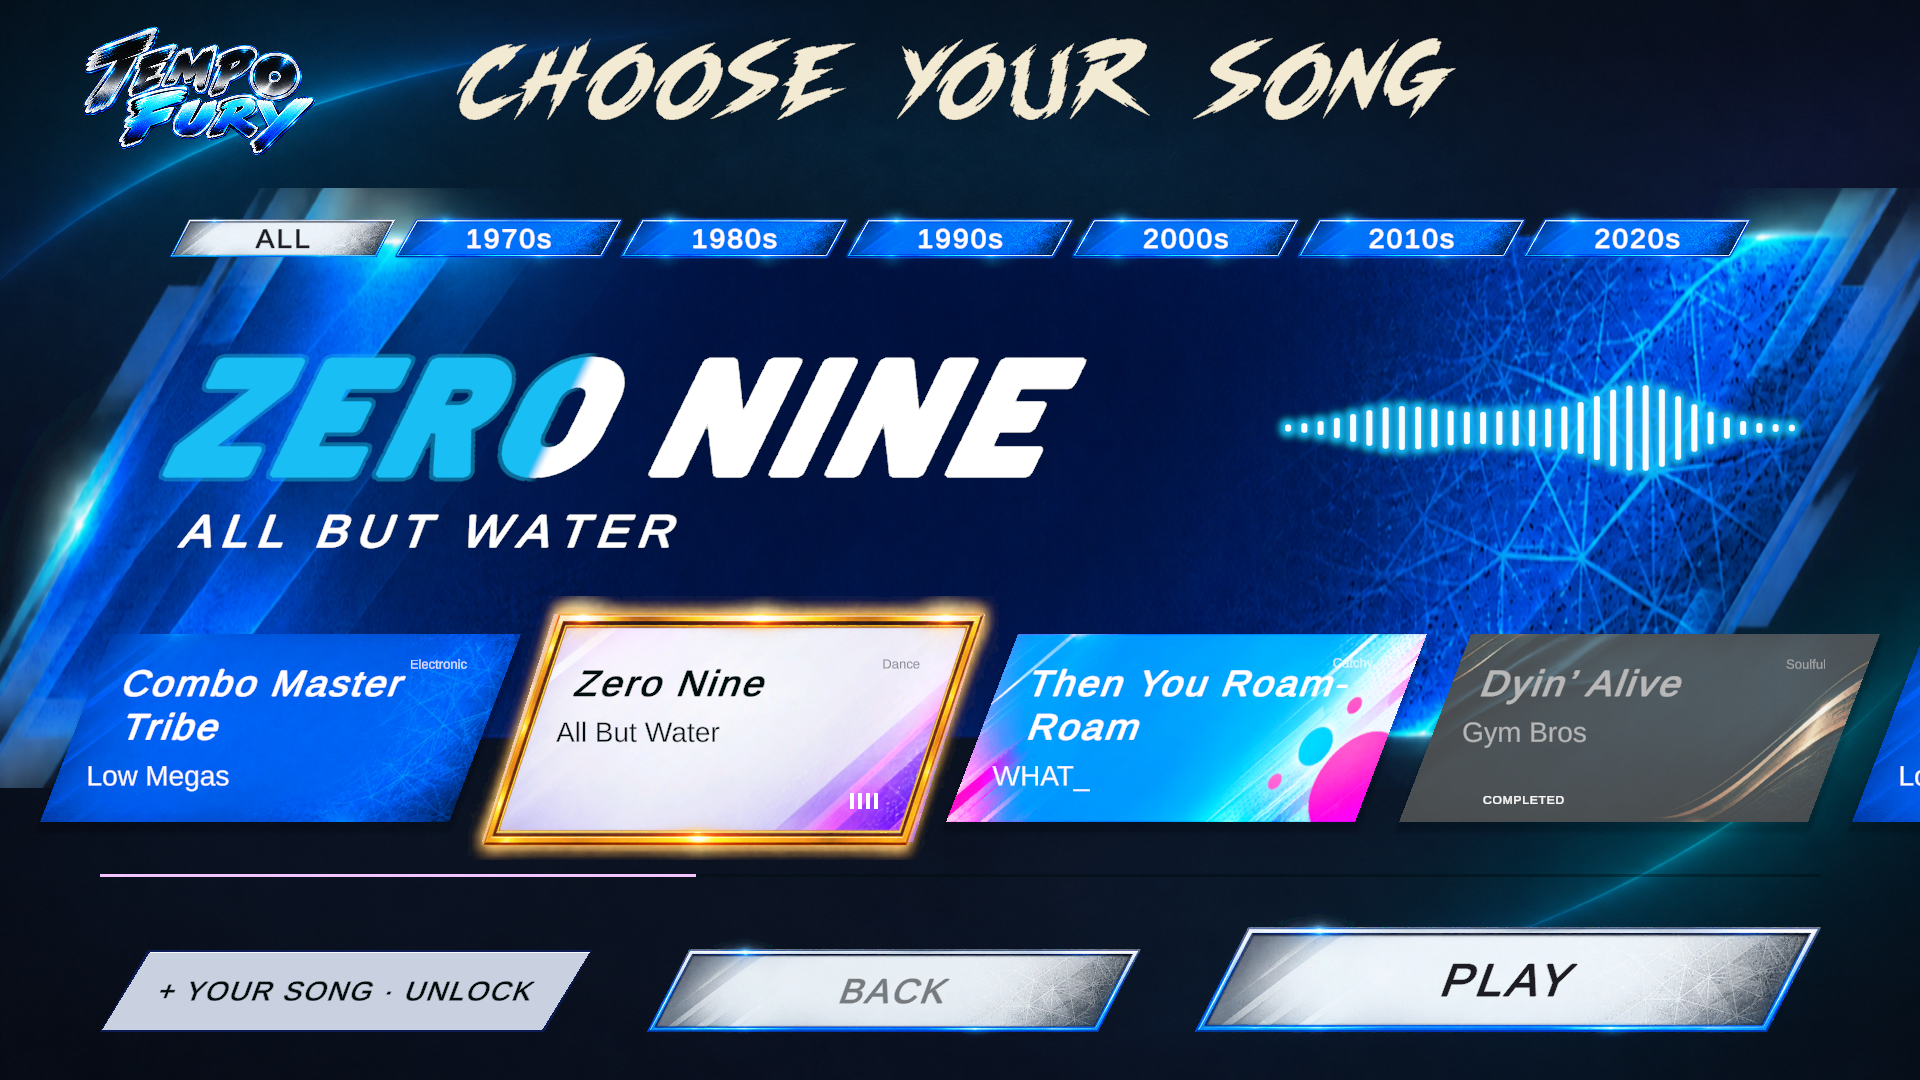 TEMPO
FURY
CHOOSE YOUR SONG
ALL
1970s
1980s
1990s
2000s
2010s
2020s
ZERO NINE
ALL BUT WATER
Electronic
Combo Master
Tribe
Low Megas
Dance
Zero Nine
All But Water
Catchy
Then You Roam-
Roam
WHAT_
Soulful
Dyin’ Alive
Gym Bros
COMPLETED
Lo
+ YOUR SONG · UNLOCK
BACK
PLAY